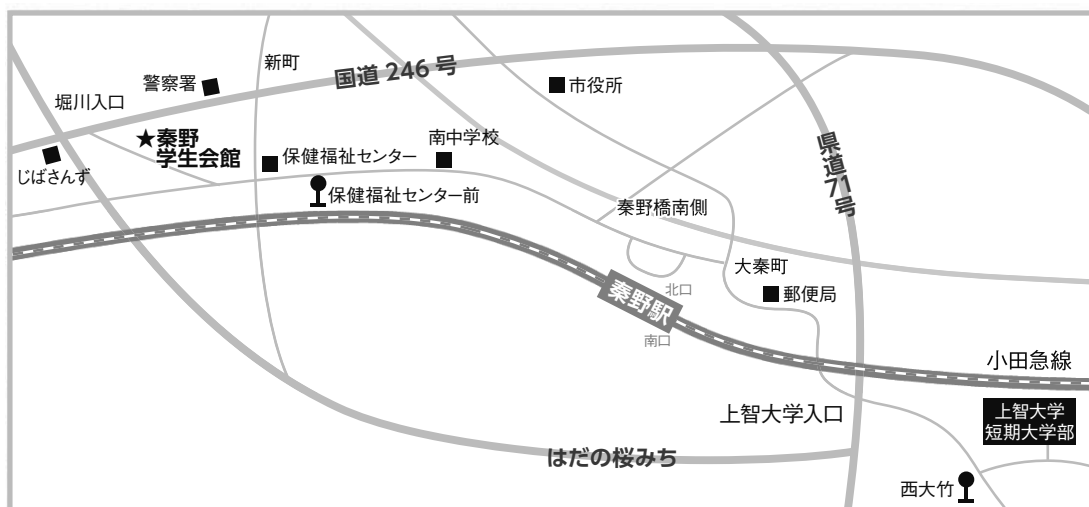 新町
国道 246 号
警察署
市役所
堀川入口
★秦野
学生会館
南中学校
保健福祉センター
県道71号
じばさんず
保健福祉センター前
秦野橋南側
大秦町
北口
郵便局
秦野駅
南口
小田急線
上智大学入口
上智大学
短期大学部
はだの桜みち
西大竹